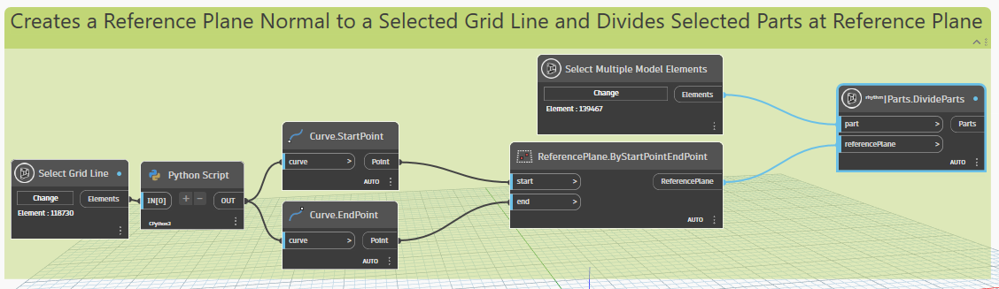 Creates a Reference Plane Normal to a Selected Grid Line and Divides Selected Parts at Reference Plane
Select Multiple Model Elements
Change
Elements
Element : 139467
rhythm|Parts.DivideParts
part >
Parts
referencePlane >
AUTO
Curve.StartPoint
curve >
Point
AUTO
ReferencePlane.ByStartPointEndPoint
start >
ReferencePlane
end >
AUTO
Select Grid Line
Change
Elements
Element : 118730
Python Script
IN[0]
+ −
OUT
CPython3
Curve.EndPoint
curve >
Point
AUTO